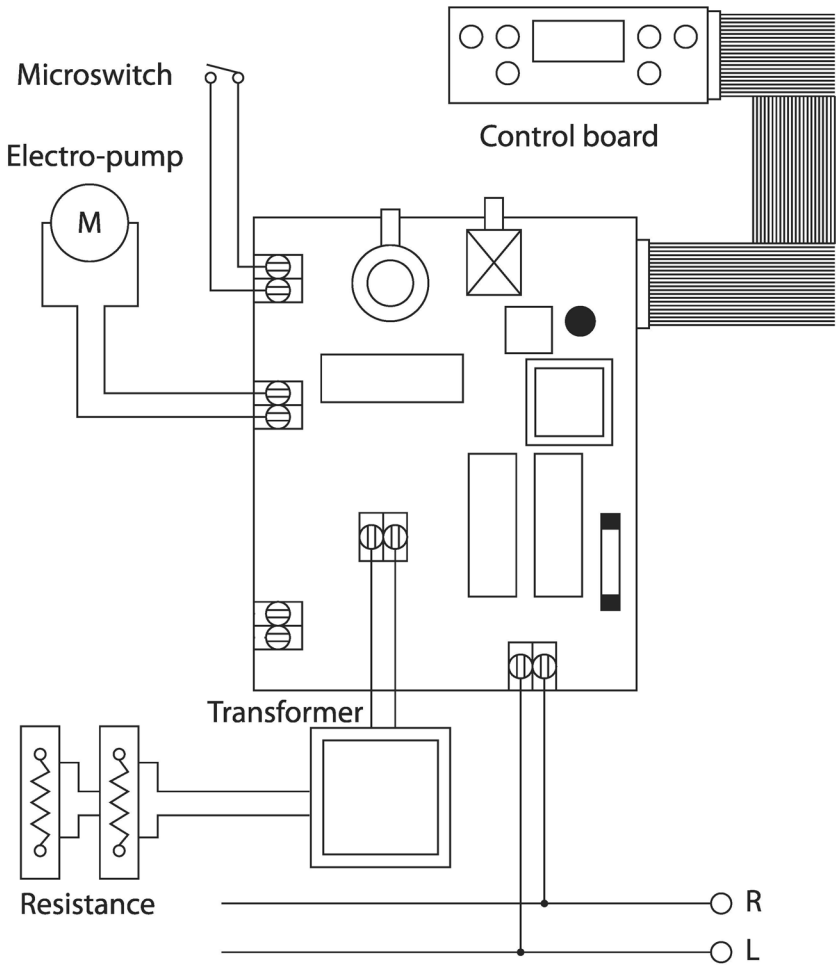 Microswitch
Control board
Electro-pump
M
Transformer
Resistance
R
L